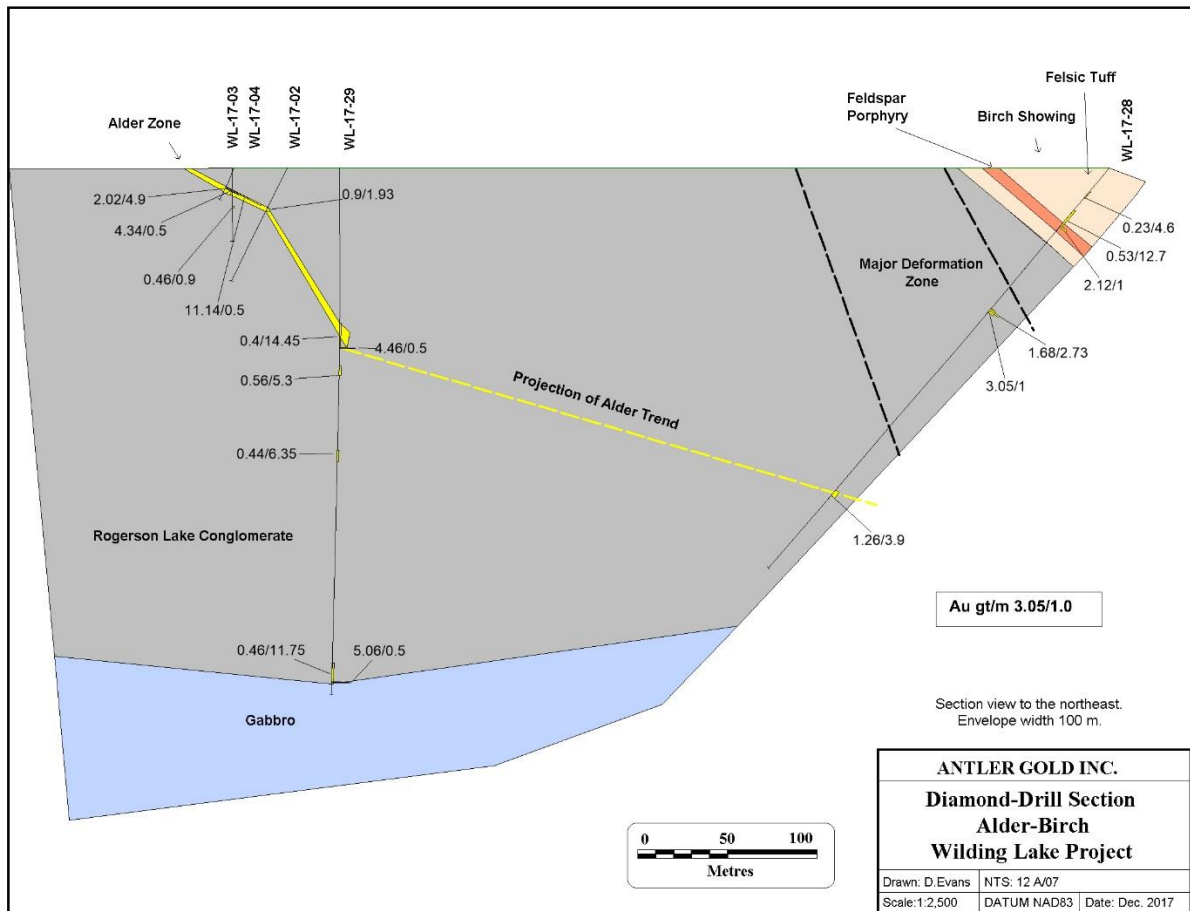 Alder Zone
WL-17-03
WL-17-04
WL-17-02
WL-17-29
Feldspar
Porphyry
Birch Showing
Felsic Tuff
WL-17-28
2.02/4.9
4.34/0.5
0.46/0.9
11.14/0.5
0.9/1.93
0.4/14.45
4.46/0.5
0.56/5.3
0.44/6.35
Projection of Alder Trend
Major Deformation
Zone
0.23/4.6
0.53/12.7
2.12/1
1.68/2.73
3.05/1
1.26/3.9
Rogerson Lake Conglomerate
0.46/11.75
5.06/0.5
Gabbro
Au gt/m 3.05/1.0
Section view to the northeast.
Envelope width 100 m.
0 50 100
Metres
ANTLER GOLD INC.
Diamond-Drill Section
Alder-Birch
Wilding Lake Project
Drawn: D.Evans NTS: 12 A/07
Scale:1:2,500 DATUM NAD83 Date: Dec. 2017